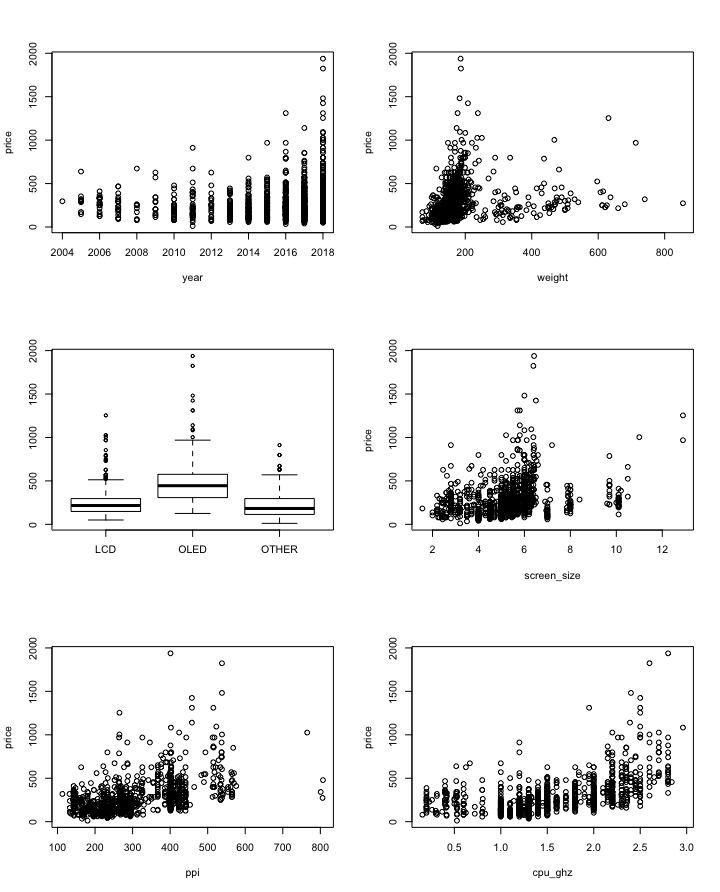 price
0 500 1000 1500 2000
2004 2006 2008 2010 2012 2014 2016 2018
year
price
0 500 1000 1500 2000
200 400 600 800
weight
0 500 1000 1500 2000
LCD OLED OTHER
price
0 500 1000 1500 2000
2 4 6 8 10 12
screen_size
price
0 500 1000 1500 2000
100 200 300 400 500 600 700 800
ppi
price
0 500 1000 1500 2000
0.5 1.0 1.5 2.0 2.5 3.0
cpu_ghz